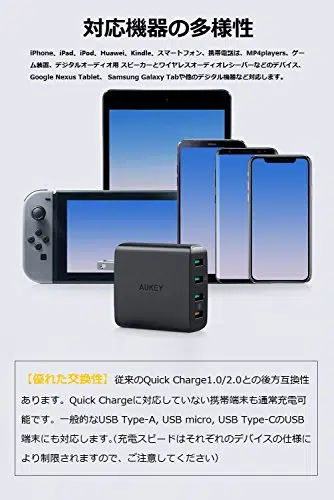 対応機器の多様性
iPhone、iPad、iPod、Huawei、Kindle、スマートフォン、携帯電話は、MP4players、ゲー
ム装置、デジタルオーディオ用 スピーカーとワイヤレスオーディオレシーバーなどのデバイス、
Google Nexus Tablet、 Samsung Galaxy Tabや他のデジタル機器など対応します。
AUKEY
【優れた交換性】従来のQuick Charge1.0/2.0との後方互換性
あります。Quick Chargeに対応していない携帯端末も通常充電可
能です。一般的なUSB Type-A, USB micro, USB Type-CのUSB
端末にも対応します。（充電スピードはそれぞれのデバイスの仕様に
より制限されますので、ご注意してください）